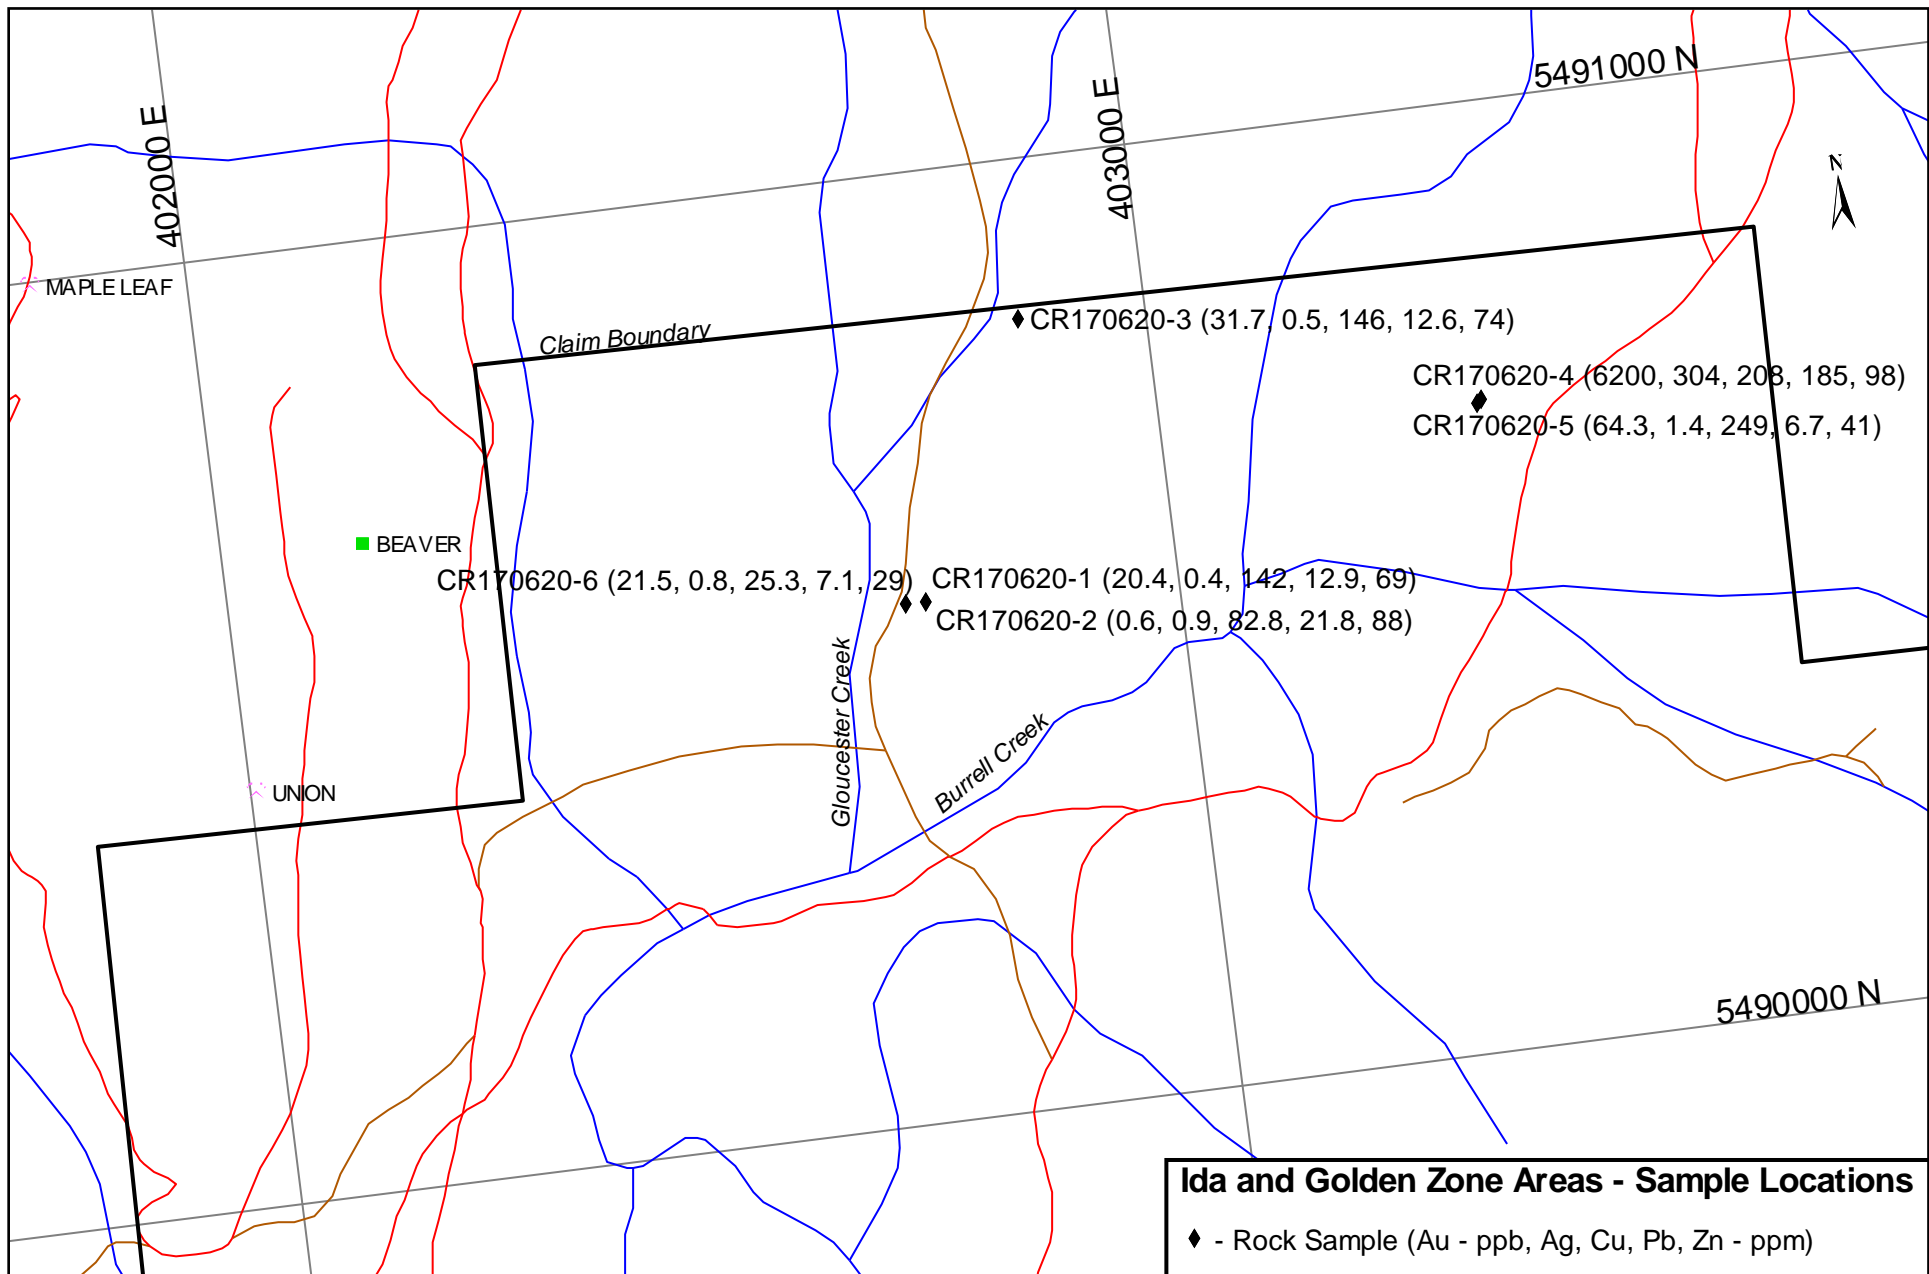 5491000 N
402000 E
403000 E
N
MAPLE LEAF
Claim Boundary
CR170620-3 (31.7, 0.5, 146, 12.6, 74)
CR170620-4 (6200, 304, 208, 185, 98)
CR170620-5 (64.3, 1.4, 249, 6.7, 41)
BEAVER
CR170620-6 (21.5, 0.8, 25.3, 7.1, 29)
CR170620-1 (20.4, 0.4, 142, 12.9, 69)
CR170620-2 (0.6, 0.9, 82.8, 21.8, 88)
Gloucester Creek
Burrell Creek
UNION
5490000 N
Ida and Golden Zone Areas - Sample Locations
- Rock Sample (Au - ppb, Ag, Cu, Pb, Zn - ppm)